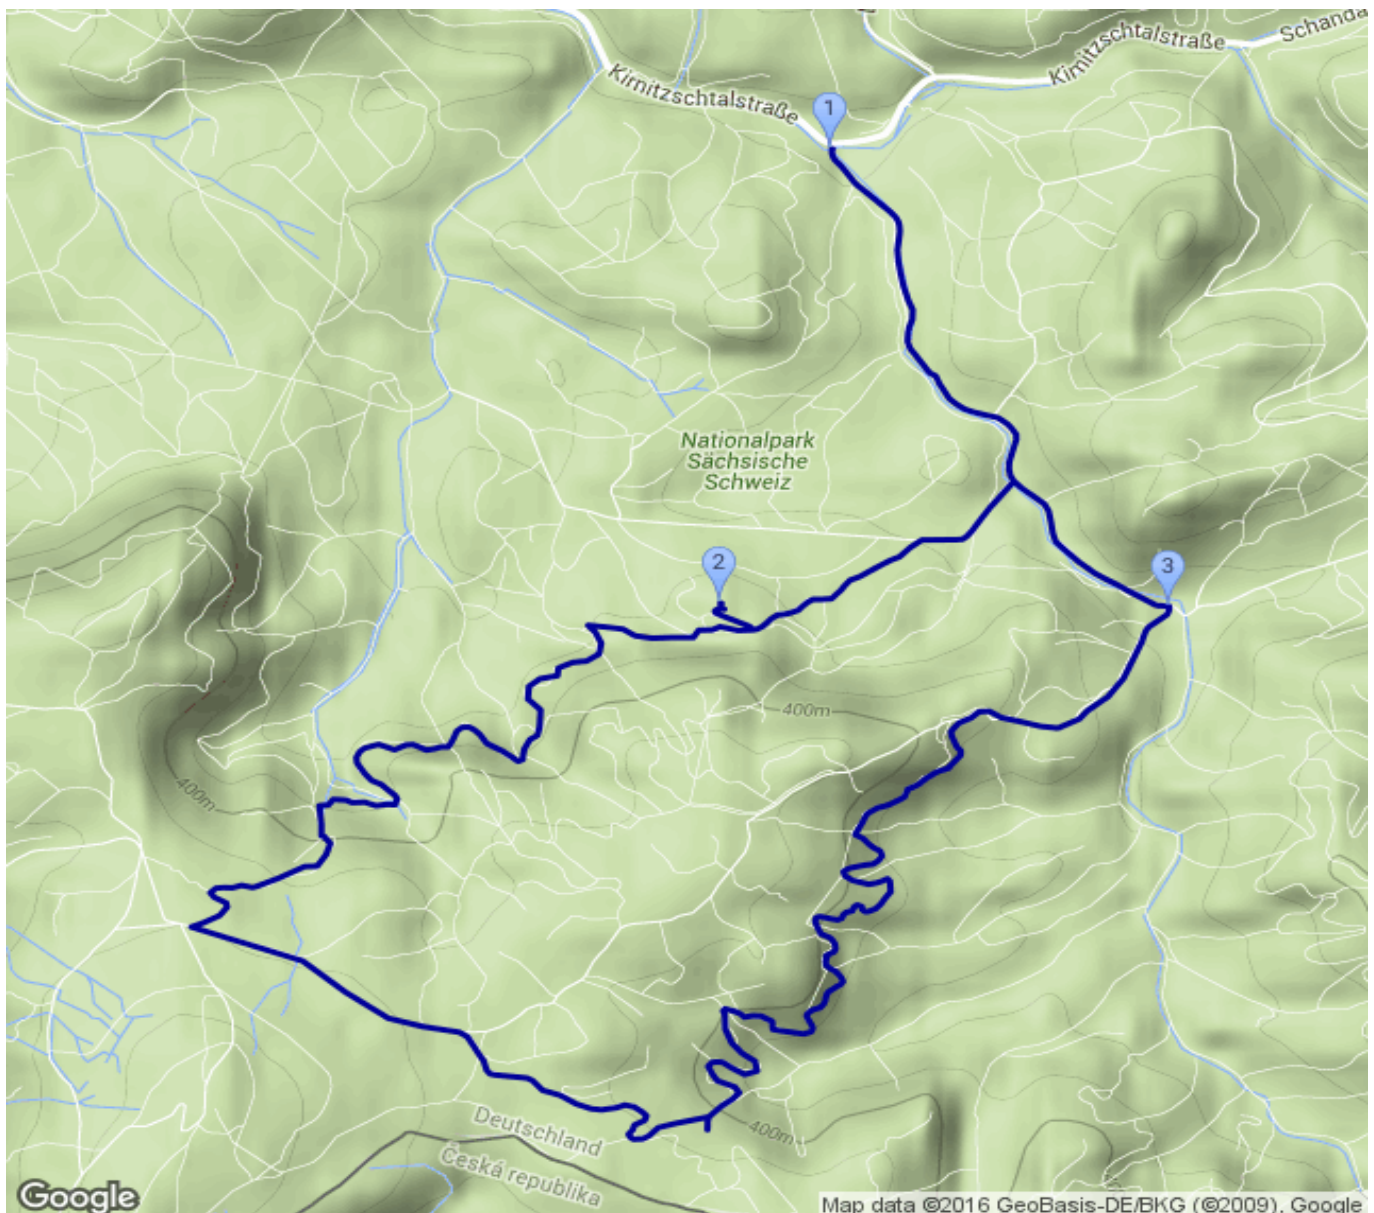 Schanda
Kirnitzschtalstraße
Kirnitzschtalstraße
1
Nationalpark
Sächsische
Schweiz
2
3
400m
400m
Deutschland
400m
Česká republika
Google
Map data ©2016 GeoBasis-DE/BKG (©2009), Google